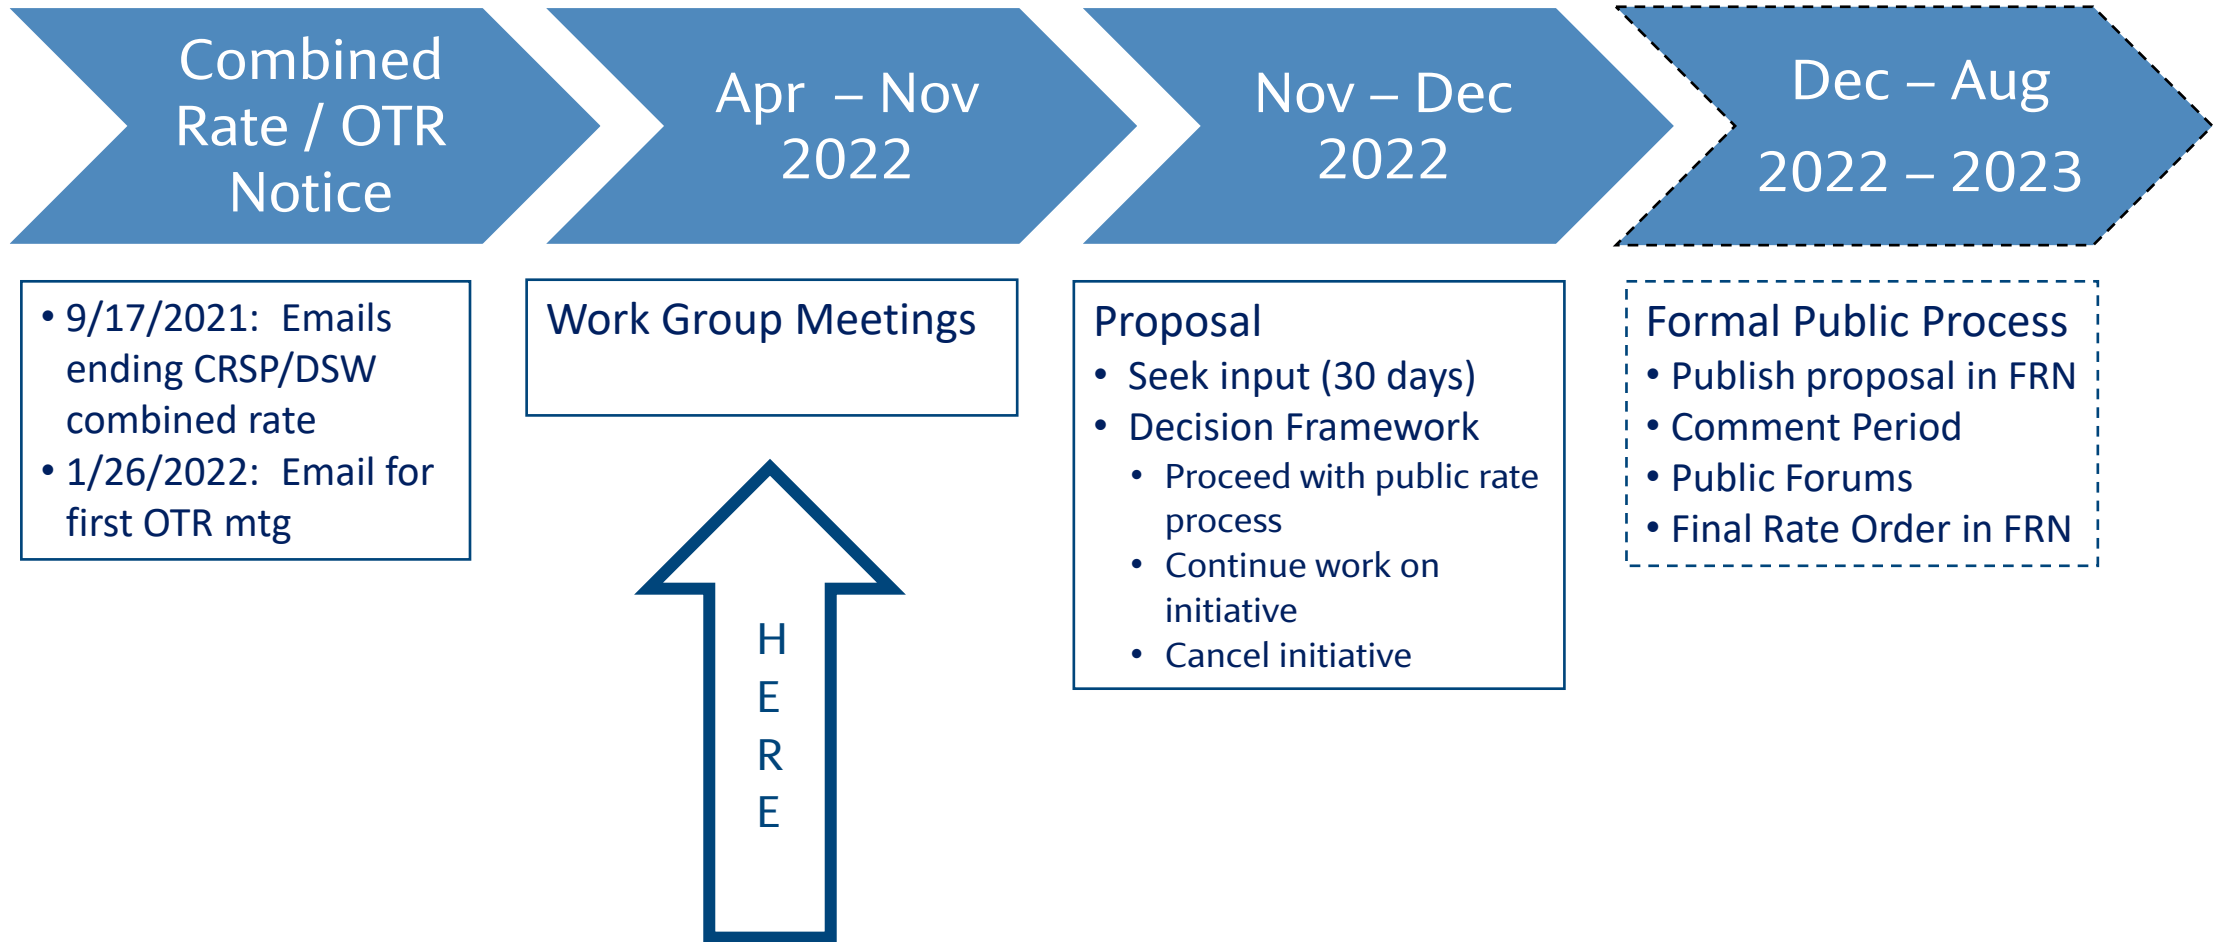 Combined
Rate / OTR
Notice
Apr – Nov
2022
Nov – Dec
2022
Dec – Aug
2022 – 2023
• 9/17/2021: Emails
ending CRSP/DSW
combined rate
• 1/26/2022: Email for
first OTR mtg
Work Group Meetings
H
E
R
E
Proposal
• Seek input (30 days)
• Decision Framework
• Proceed with public rate
process
• Continue work on
initiative
• Cancel initiative
Formal Public Process
• Publish proposal in FRN
• Comment Period
• Public Forums
• Final Rate Order in FRN